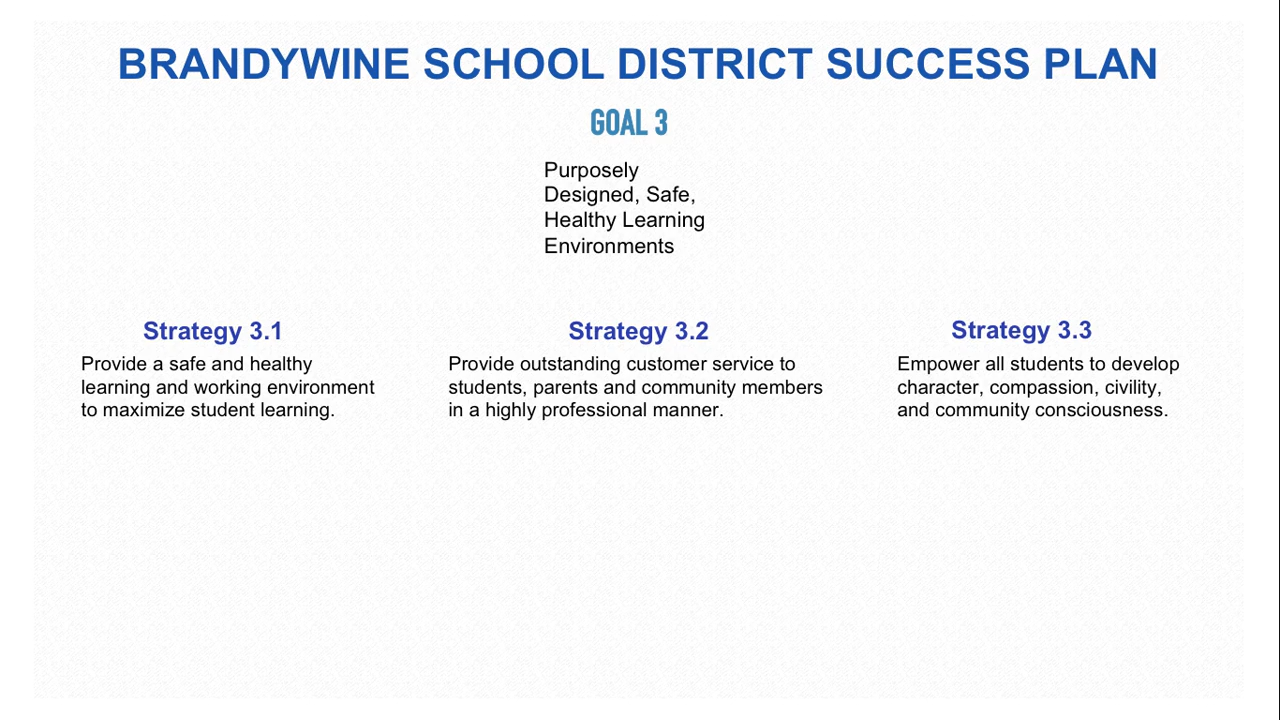 BRANDYWINE SCHOOL DISTRICT SUCCESS PLAN
GOAL 3
Purposely
Designed, Safe,
Healthy Learning
Environments
Strategy 3.1
Provide a safe and healthy
learning and working environment
to maximize student learning.
Strategy 3.2
Provide outstanding customer service to
students, parents and community members
in a highly professional manner.
Strategy 3.3
Empower all students to develop
character, compassion, civility,
and community consciousness.